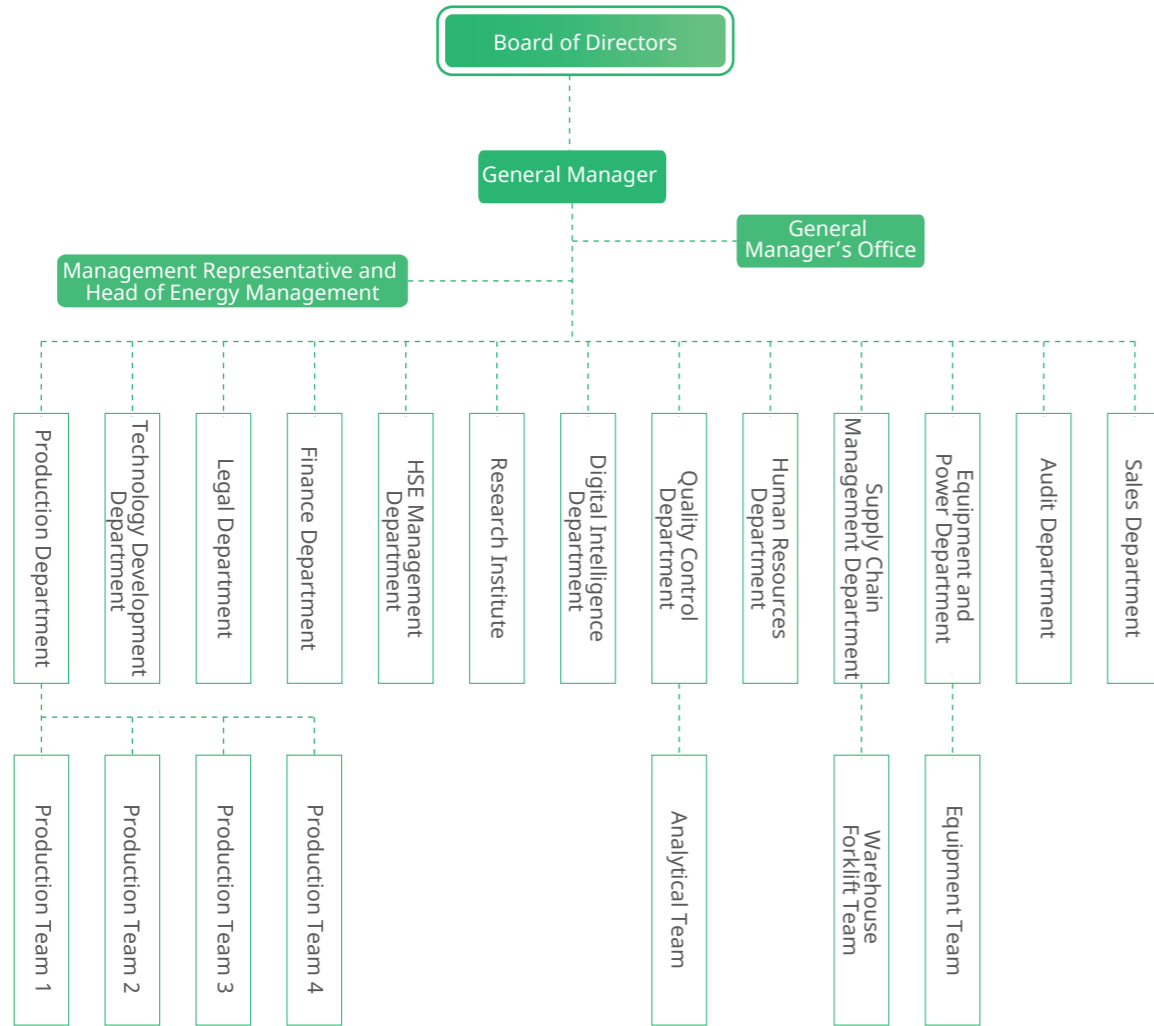 Board of Directors
General Manager
General
Manager’s Office
Management Representative and
Head of Energy Management
Production Department
Technology Development
Department
Legal Department
Finance Department
HSE Management
Department
Research Institute
Digital Intelligence
Department
Quality Control
Department
Human Resources
Department
Supply Chain
Management Department
Equipment and
Power Department
Audit Department
Sales Department
Production Team 1
Production Team 2
Production Team 3
Production Team 4
Analytical Team
Warehouse
Forklift Team
Equipment Team